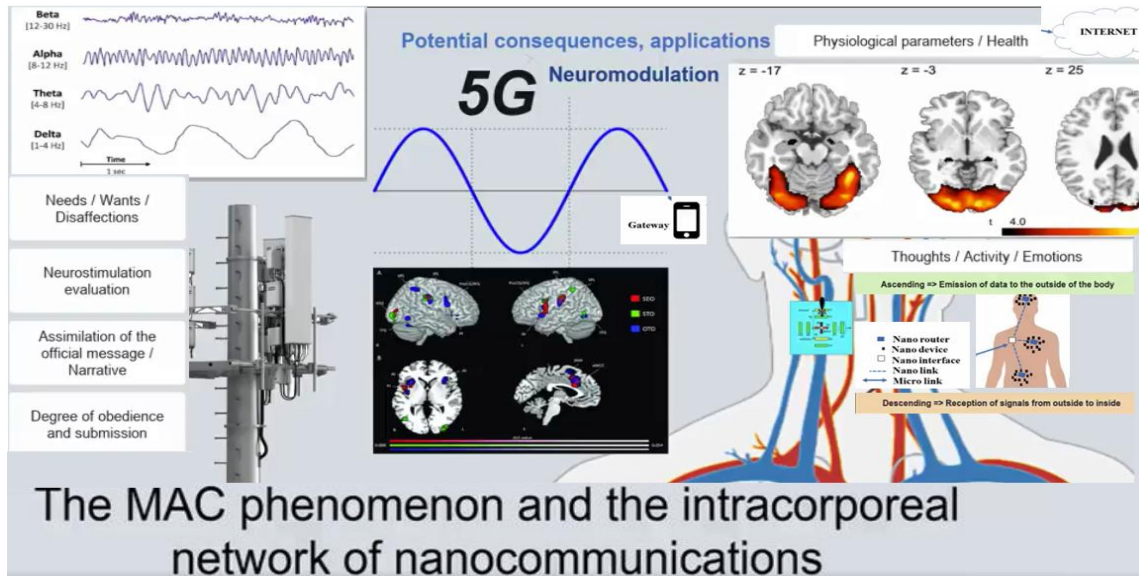 Beta
[12-30 Hz]
Alpha
[8-12 Hz]
Theta
[4-8 Hz]
Delta
[1-4 Hz]
Time
1 sec
Potential consequences, applications
5G
Neuromodulation
Physiological parameters / Health
INTERNET
z = -17
z = -3
z = 25
t
4.0
Needs / Wants /
Disaffections
Neurostimulation
evaluation
Assimilation of the
official message /
Narrative
Degree of obedience
and submission
Gateway
A
SEO
STO
OTO
B
Thoughts / Activity / Emotions
Ascending => Emission of data to the outside of the body
Nano router
Nano device
Nano interface
Nano link
Micro link
Descending => Reception of signals from outside to inside
The MAC phenomenon and the intracorporeal
network of nanocommunications